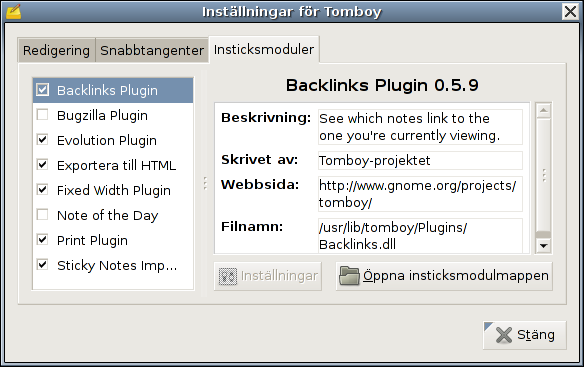 Inställningar för Tomboy
Redigering
Snabbtangenter
Insticksmoduler
Backlinks Plugin
Bugzilla Plugin
Evolution Plugin
Exportera till HTML
Fixed Width Plugin
Note of the Day
Print Plugin
Sticky Notes Imp...
Backlinks Plugin 0.5.9
Beskrivning: See which notes link to the
one you're currently viewing.
Skrivet av: Tomboy-projektet
Webbsida: http://www.gnome.org/projects/
tomboy/
Filnamn: /usr/lib/tomboy/Plugins/
Backlinks.dll
Inställningar
Öppna insticksmodulmappen
Stäng